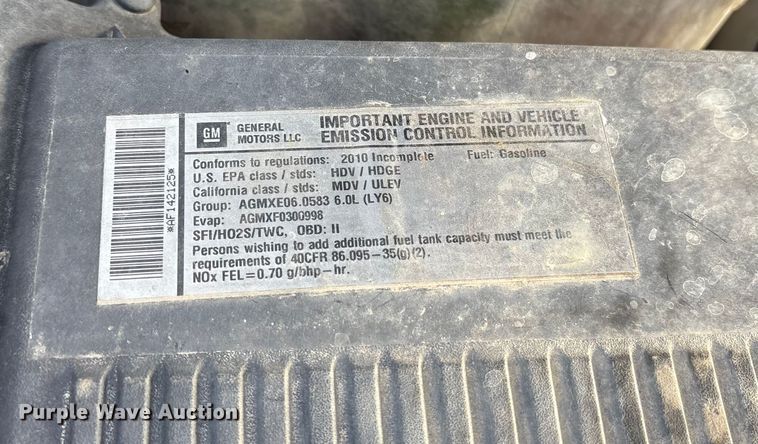 GM GENERAL MOTORS LLC
IMPORTANT ENGINE AND VEHICLE
EMISSION CONTROL INFORMATION
Conforms to regulations: 2010 Incomplete Fuel: Gasoline
U.S. EPA class / stds: HDV / HDGE
California class / stds: MDV / ULEV
Group: AGMXE06.0583 6.0L (LY6)
Evap: AGMXF0300998
SFI/HO2S/TWC, OBD: II
Persons wishing to add additional fuel tank capacity must meet the
requirements of 40CFR 86.095-35(g)(2).
NOx FEL=0.70 g/bhp-hr.
*AF142125*
Purple Wave Auction